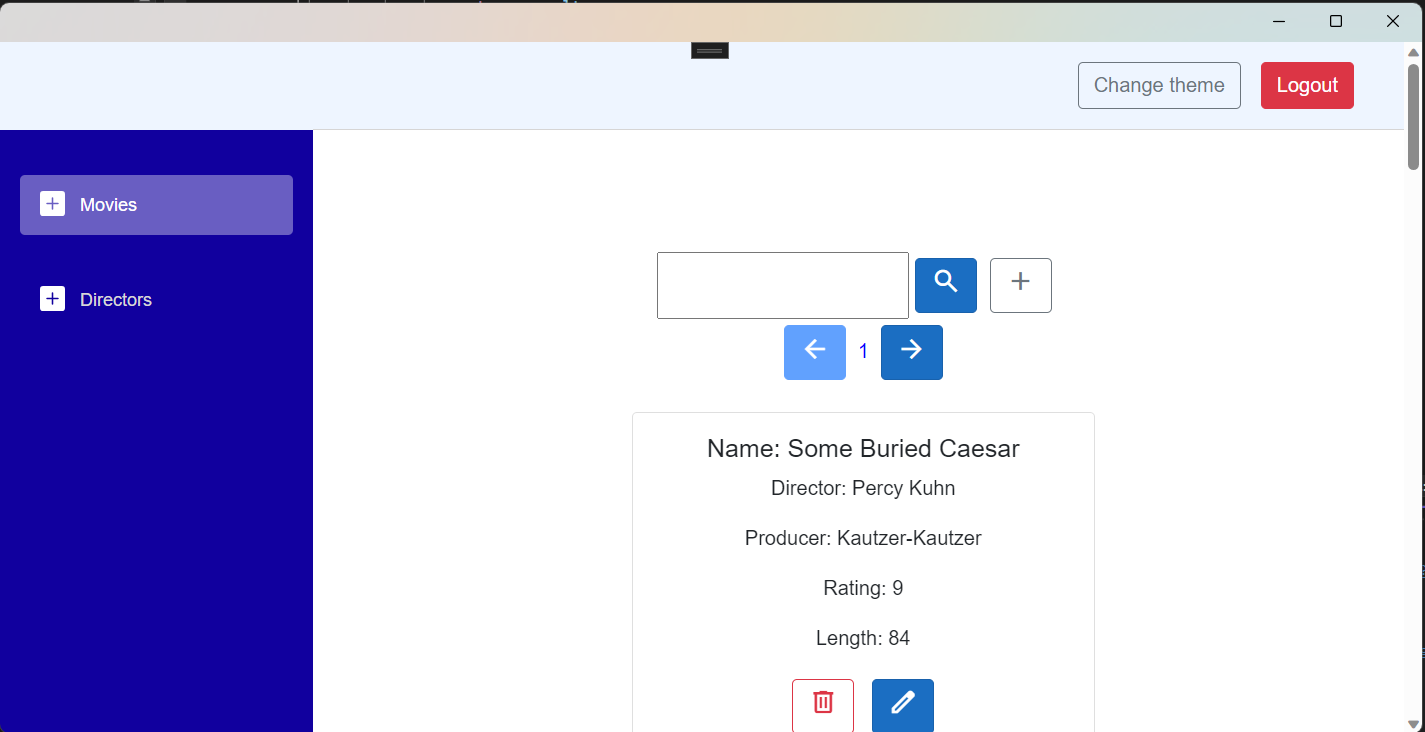 Change theme
Logout
Movies
Directors
1
Name: Some Buried Caesar
Director: Percy Kuhn
Producer: Kautzer-Kautzer
Rating: 9
Length: 84